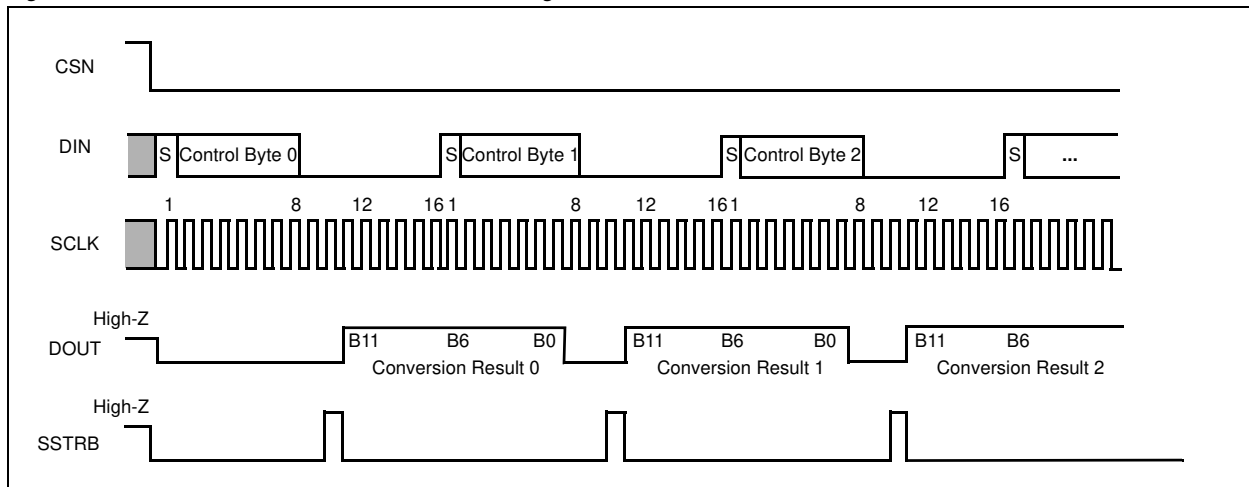 CSN
DIN
S Control Byte 0 S Control Byte 1 S Control Byte 2 S ...
1 8 12 16 1 8 12 16 1 8 12 16
SCLK
High-Z
DOUT
B11 B6 B0 B11 B6 B0 B11 B6
Conversion Result 0 Conversion Result 1 Conversion Result 2
High-Z
SSTRB